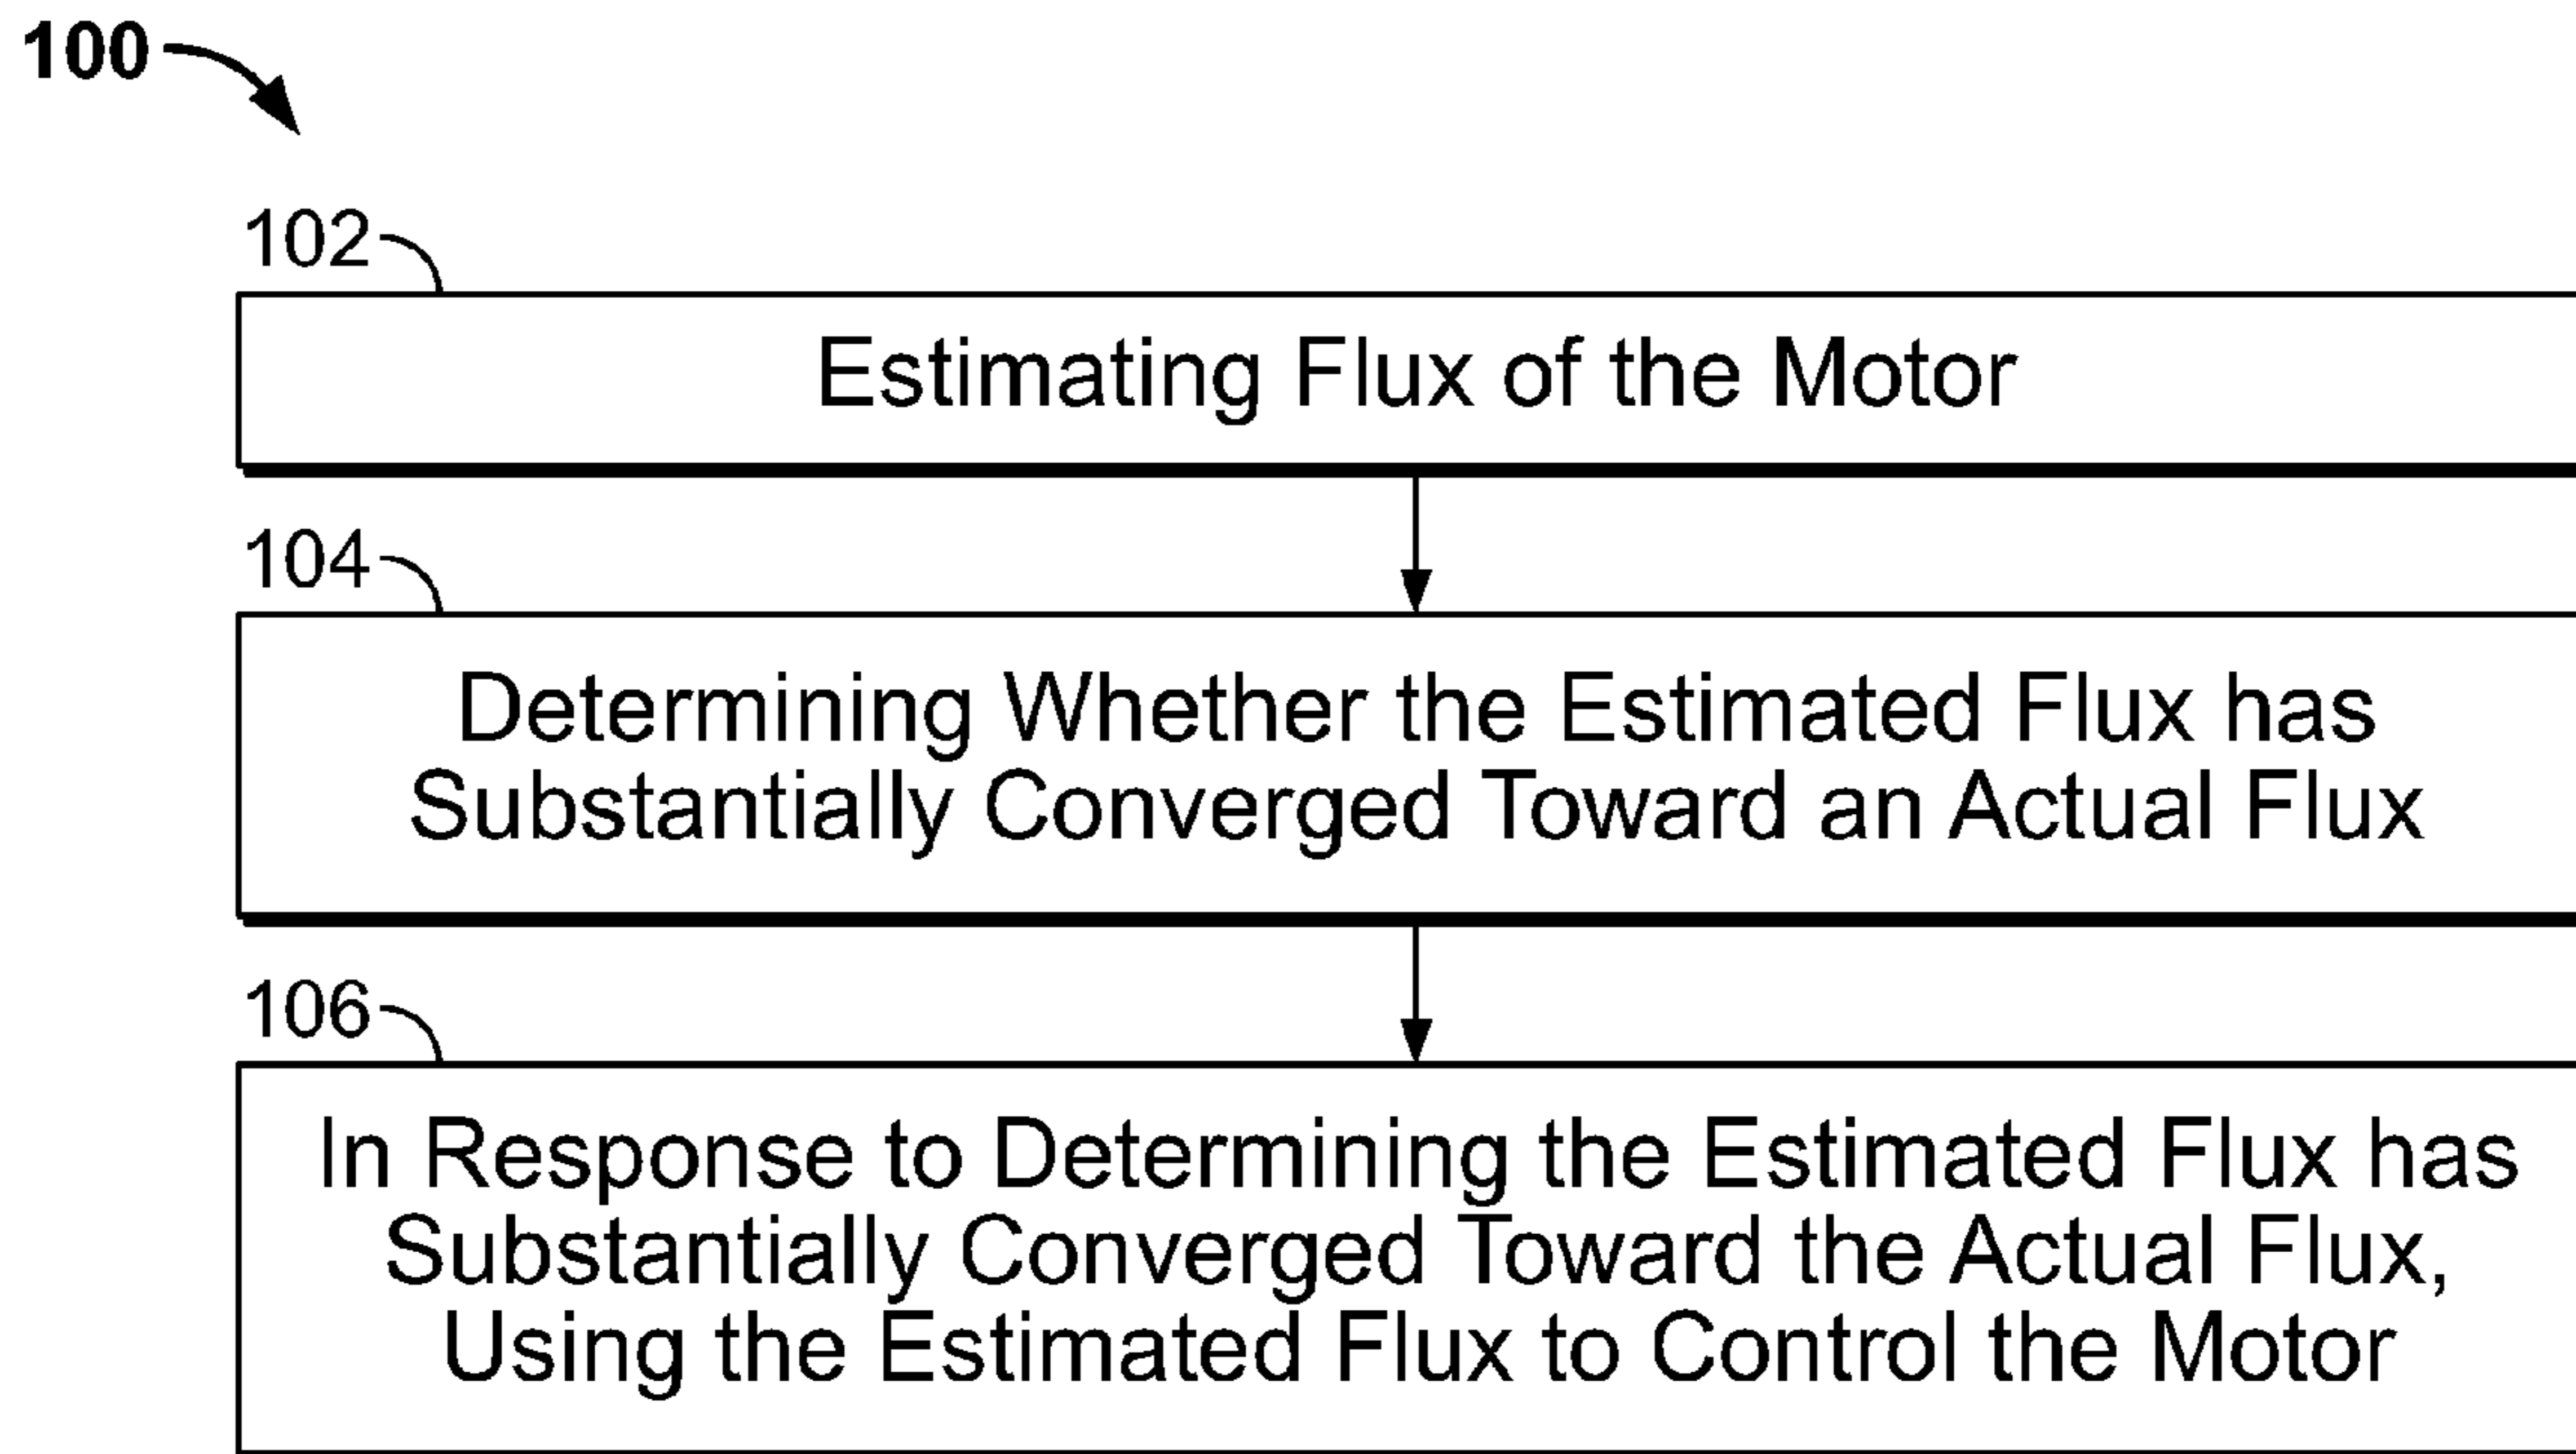 100
102
Estimating Flux of the Motor
104
Determining Whether the Estimated Flux has
Substantially Converged Toward an Actual Flux
106
In Response to Determining the Estimated Flux has
Substantially Converged Toward the Actual Flux,
Using the Estimated Flux to Control the Motor